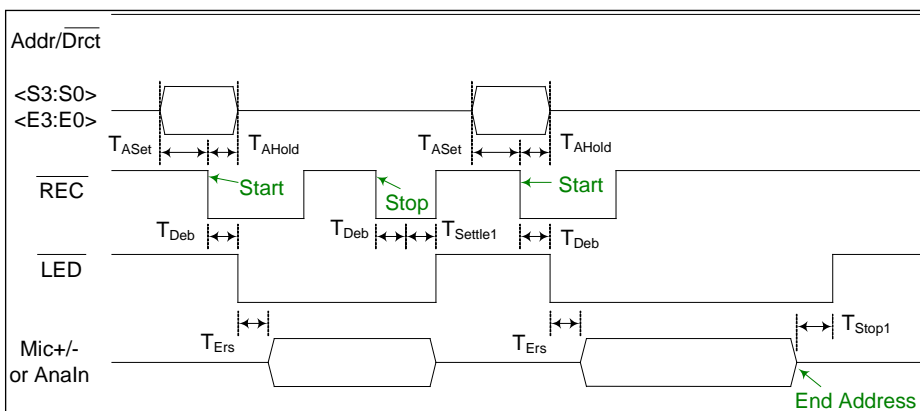 Addr/Drct
<S3:S0>
<E3:E0>
TASet TAHold TASet TAHold
REC Start Stop Start
TDeb TDeb TSettle1 TDeb
LED
TErs TErs TStop1
Mic+/-
or AnaIn
End Address